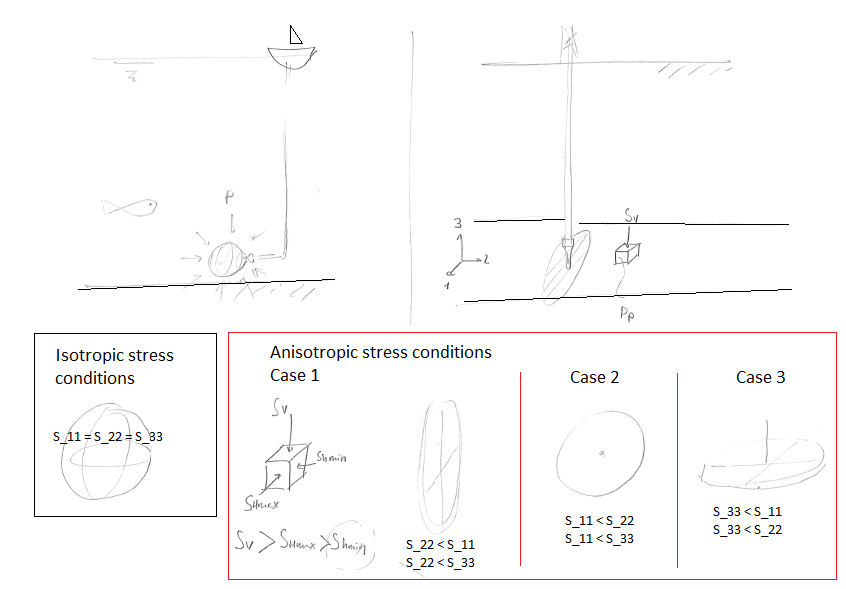 P
3
2
1
Sv
Pp
Isotropic stress
conditions
S_11 = S_22 = S_33
Anisotropic stress conditions
Case 1
Sv
Shmin
SHmax
Sv > SHmax > Shmin
S_22 < S_11
S_22 < S_33
Case 2
S_11 < S_22
S_11 < S_33
Case 3
S_33 < S_11
S_33 < S_22